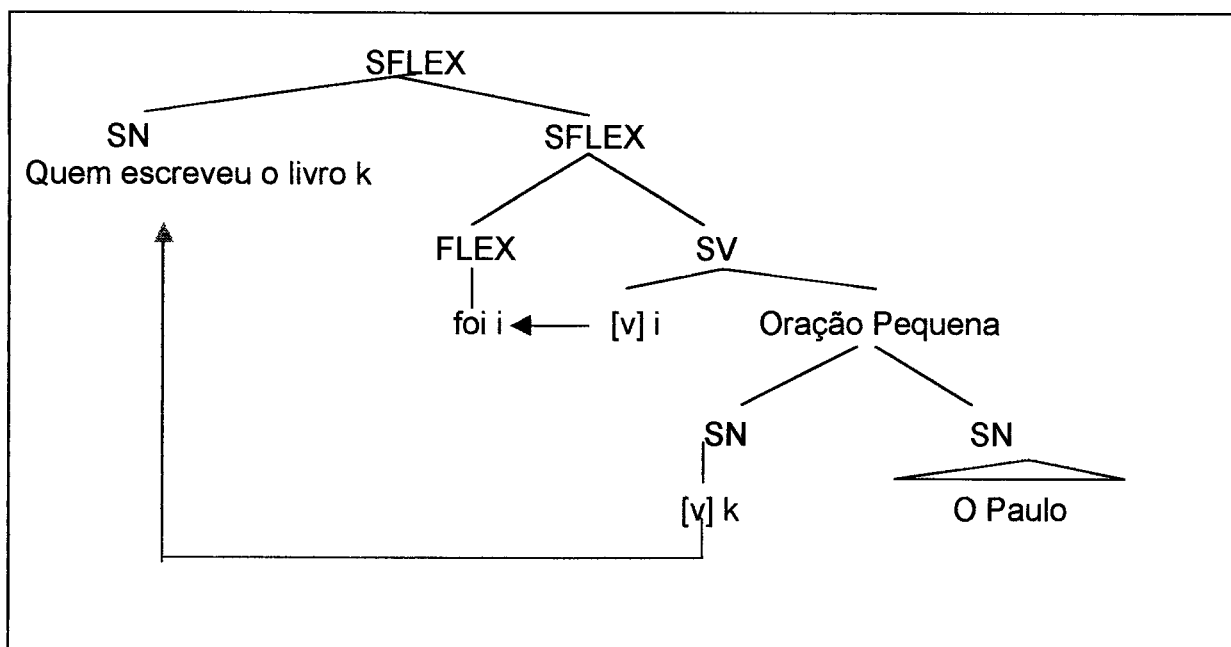 SFLEX
SN SFLEX
Quem escreveu o livro k
FLEX SV
foi i [v] i Oração Pequena
SN SN
[v] k O Paulo